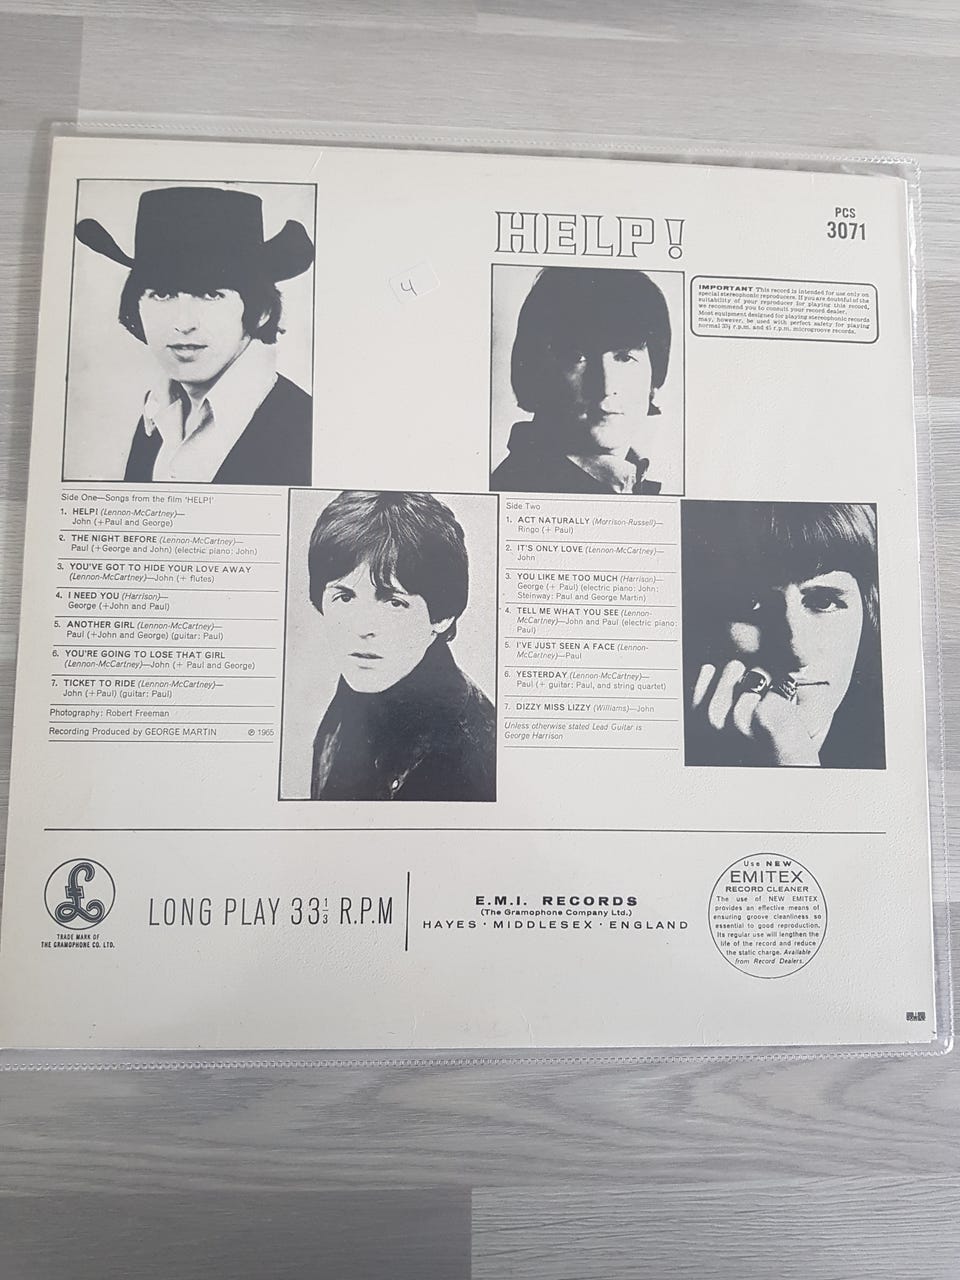 HELP!
PCS
3071
4
IMPORTANT This record is intended for use only on
special stereophonic reproducers. If you are doubtful of the
suitability of your reproducer for playing this record,
we recommend you to consult your record dealer.
Most equipment designed for playing stereophonic records
may, however, be used with perfect safety for playing
normal 33⅓ r.p.m. and 45 r.p.m. microgroove records.
Side One—Songs from the film 'HELP!'
1. HELP! (Lennon-McCartney)—
John (+Paul and George)
2. THE NIGHT BEFORE (Lennon-McCartney)—
Paul (+George and John) (electric piano: John)
3. YOU'VE GOT TO HIDE YOUR LOVE AWAY
(Lennon-McCartney)—John (+ flutes)
4. I NEED YOU (Harrison)—
George (+John and Paul)
5. ANOTHER GIRL (Lennon-McCartney)—
Paul (+John and George) (guitar: Paul)
6. YOU'RE GOING TO LOSE THAT GIRL
(Lennon-McCartney)—John (+ Paul and George)
7. TICKET TO RIDE (Lennon-McCartney)—
John (+Paul) (guitar: Paul)
Photography: Robert Freeman
Recording Produced by GEORGE MARTIN ℗ 1965
Side Two
1. ACT NATURALLY (Morrison-Russell)—
Ringo (+ Paul)
2. IT'S ONLY LOVE (Lennon-McCartney)—
John
3. YOU LIKE ME TOO MUCH (Harrison)—
George (+ Paul) (electric piano: John;
Steinway: Paul and George Martin)
4. TELL ME WHAT YOU SEE (Lennon-
McCartney)—John and Paul (electric piano:
Paul)
5. I'VE JUST SEEN A FACE (Lennon-
McCartney)—Paul
6. YESTERDAY (Lennon-McCartney)—
Paul (+ guitar: Paul, and string quartet)
7. DIZZY MISS LIZZY (Williams)—John
Unless otherwise stated Lead Guitar is
George Harrison
£
TRADE MARK OF
THE GRAMOPHONE CO. LTD.
LONG PLAY 33⅓ R.P.M
E.M.I. RECORDS
(The Gramophone Company Ltd.)
HAYES · MIDDLESEX · ENGLAND
Use NEW
EMITEX
RECORD CLEANER
The use of NEW EMITEX
provides an effective means of
ensuring groove cleanliness so
essential to good reproduction.
Its regular use will lengthen the
life of the record and reduce
the static charge. Available
from Record Dealers.